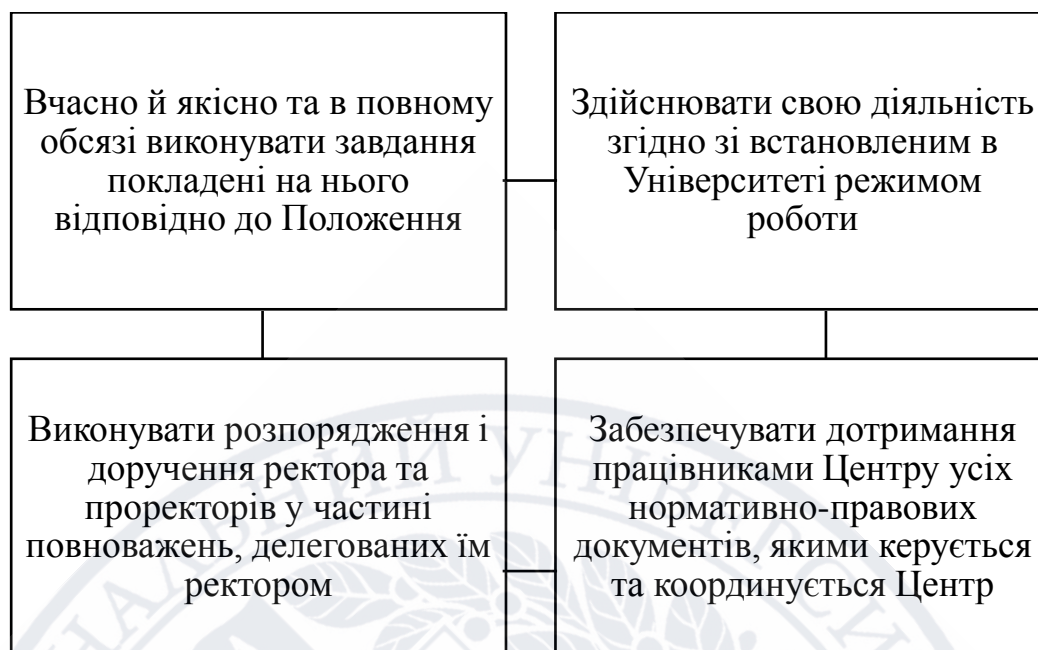 Вчасно й якісно та в повному
обсязі виконувати завдання
покладені на нього
відповідно до Положення
Здійснювати свою діяльність
згідно зі встановленим в
Університеті режимом
роботи
Виконувати розпорядження і
доручення ректора та
проректорів у частині
повноважень, делегованих їм
ректором
Забезпечувати дотримання
працівниками Центру усіх
нормативно-правових
документів, якими керується
та координується Центр